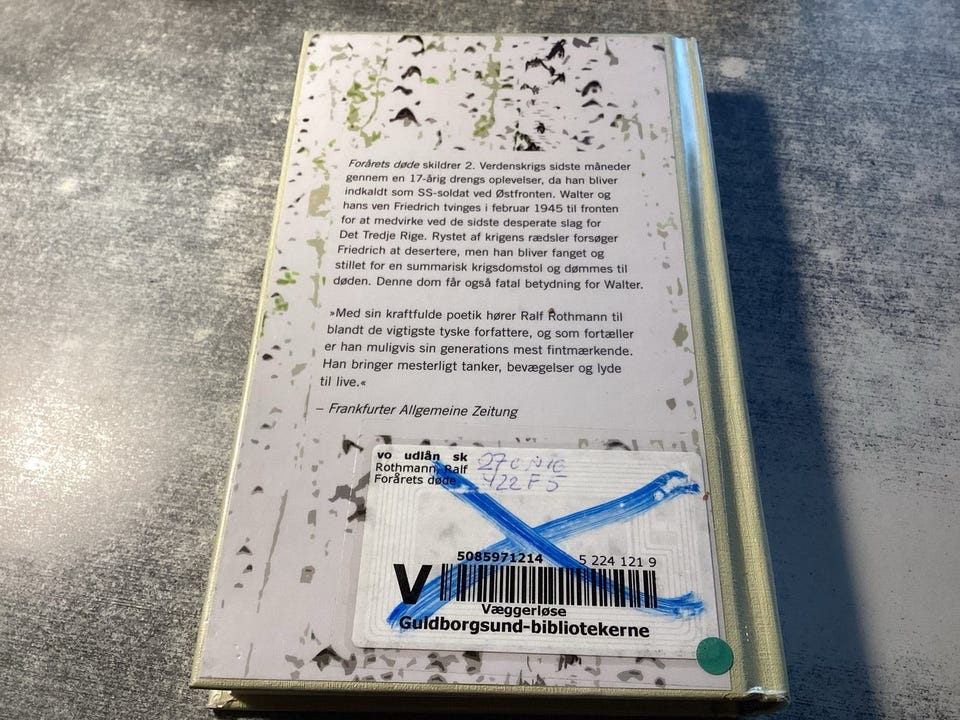 Forårets døde skildrer 2. Verdenskrigs sidste måneder
gennem en 17-årig drengs oplevelser, da han bliver
indkaldt som SS-soldat ved Østfronten. Walter og
hans ven Friedrich tvinges i februar 1945 til fronten
for at medvirke ved de sidste desperate slag for
Det Tredje Rige. Rystet af krigens rædsler forsøger
Friedrich at desertere, men han bliver fanget og
stillet for en summarisk krigsdomstol og dømmes til
døden. Denne dom får også fatal betydning for Walter.
»Med sin kraftfulde poetik hører Ralf Rothmann til
blandt de vigtigste tyske forfattere, og som fortæller
er han muligvis sin generations mest fintmærkende.
Han bringer mesterligt tanker, bevægelser og lyde
til live.«
– Frankfurter Allgemeine Zeitung
vo udlån sk
Rothmann, Ralf
Forårets døde
5085971214 5 224 121 9
V
Væggerløse
Guldborgsund-bibliotekerne